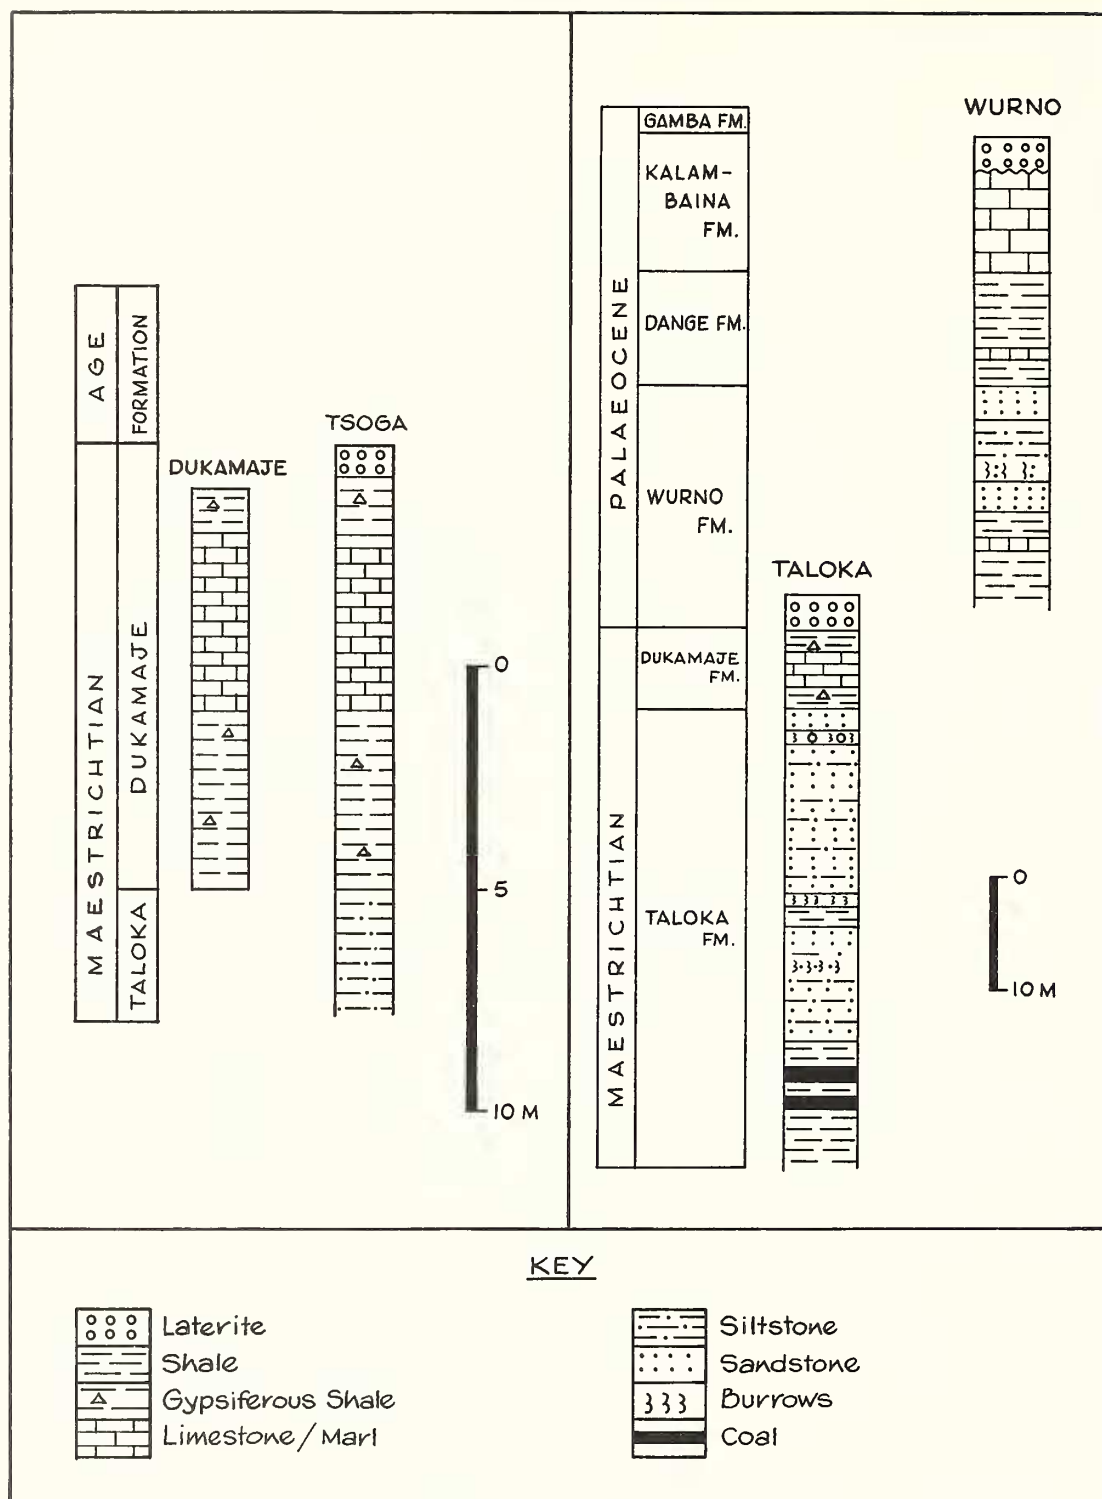 AGE
FORMATION
MAESTRICHTIAN
DUKAMAJE
TALOKA
DUKAMAJE
TSOGA
0
5
10 M
PALAEOCENE
MAESTRICHTIAN
GAMBA FM.
KALAM-
BAINA
FM.
DANGE FM.
WURNO
FM.
DUKAMAJE
FM.
TALOKA
FM.
TALOKA
WURNO
0
10 M
KEY
Laterite
Shale
Gypsiferous Shale
Limestone/Marl
Siltstone
Sandstone
Burrows
Coal